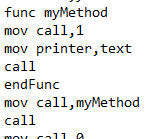 func myMethod
mov call,1
mov printer,text
call
endFunc
mov call,myMethod
call
mov call,0